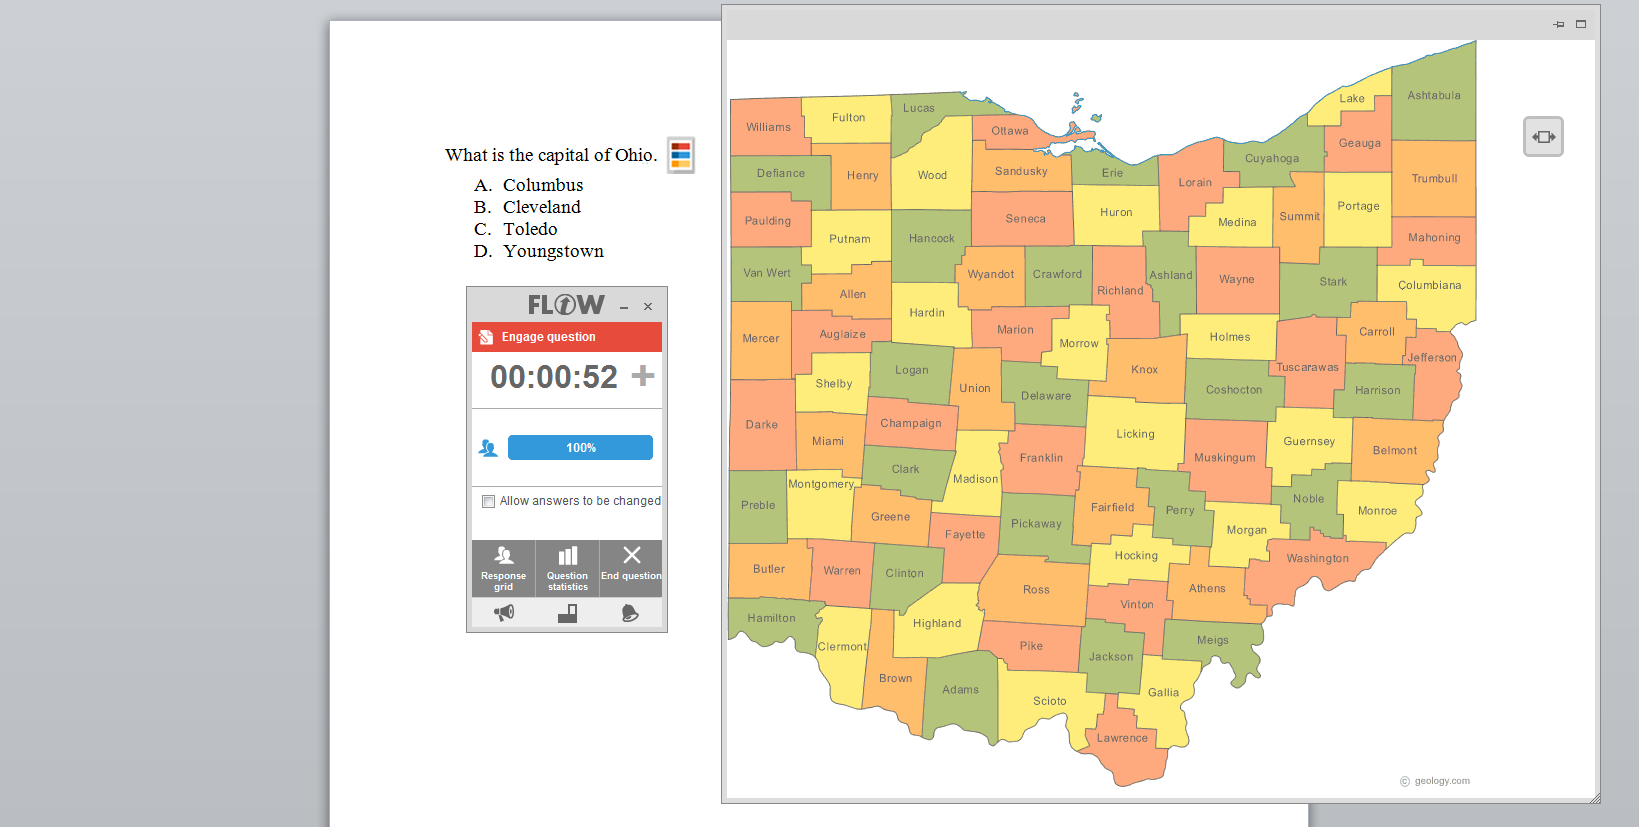 What is the capital of Ohio.
A. Columbus
B. Cleveland
C. Toledo
D. Youngstown
FLOW
Engage question
00:00:52
100%
Allow answers to be changed
Response grid
Question statistics
End question
Williams
Fulton
Lucas
Ottawa
Lake
Ashtabula
Geauga
Cuyahoga
Defiance
Henry
Wood
Sandusky
Erie
Lorain
Trumbull
Paulding
Putnam
Hancock
Seneca
Huron
Medina
Summit
Portage
Mahoning
Van Wert
Allen
Wyandot
Crawford
Richland
Ashland
Wayne
Stark
Columbiana
Hardin
Mercer
Auglaize
Marion
Morrow
Holmes
Carroll
Jefferson
Tuscarawas
Shelby
Logan
Union
Delaware
Knox
Coshocton
Harrison
Darke
Miami
Champaign
Franklin
Licking
Muskingum
Guernsey
Belmont
Clark
Madison
Montgomery
Preble
Greene
Fayette
Pickaway
Fairfield
Perry
Morgan
Noble
Monroe
Hocking
Washington
Butler
Warren
Clinton
Ross
Vinton
Athens
Hamilton
Clermont
Highland
Pike
Jackson
Meigs
Brown
Adams
Scioto
Gallia
Lawrence
© geology.com